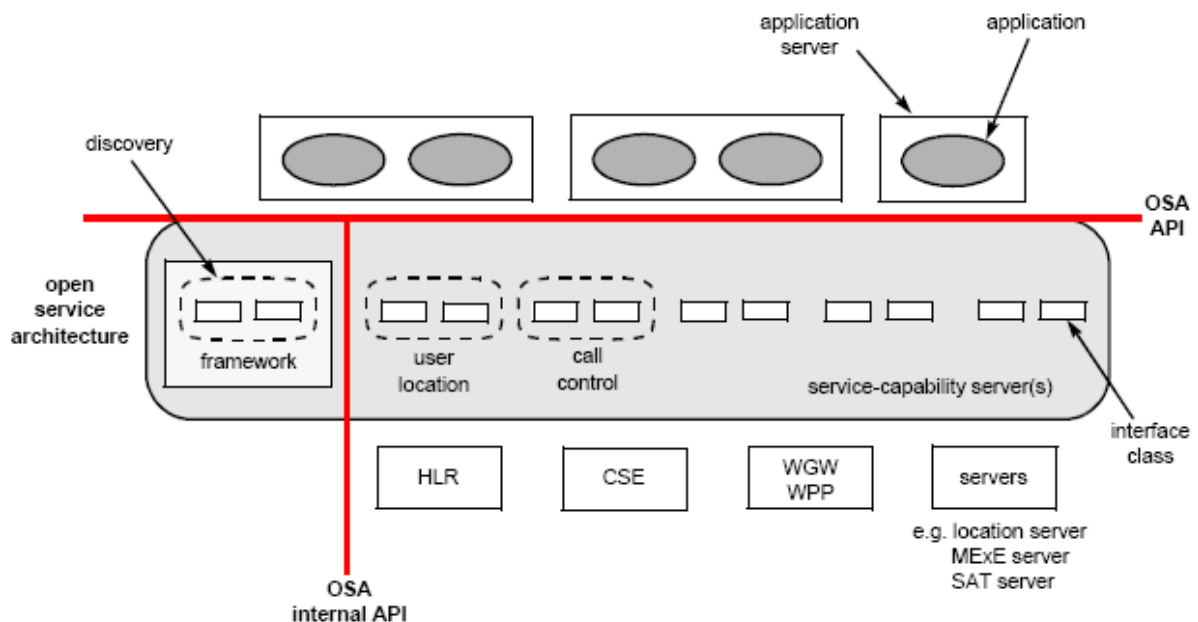 application
server
application
discovery
OSA
API
open
service
architecture
framework
user
location
call
control
service-capability server(s)
interface
class
HLR
CSE
WGW
WPP
servers
e.g. location server
MExE server
SAT server
OSA
internal API